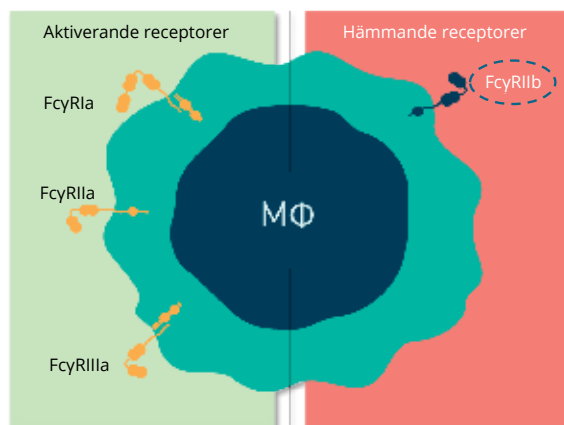 Aktiverande receptorer
Hämmande receptorer
FcγRIa
FcγRIIb
FcγRIIa
MΦ
FcγRIIIa